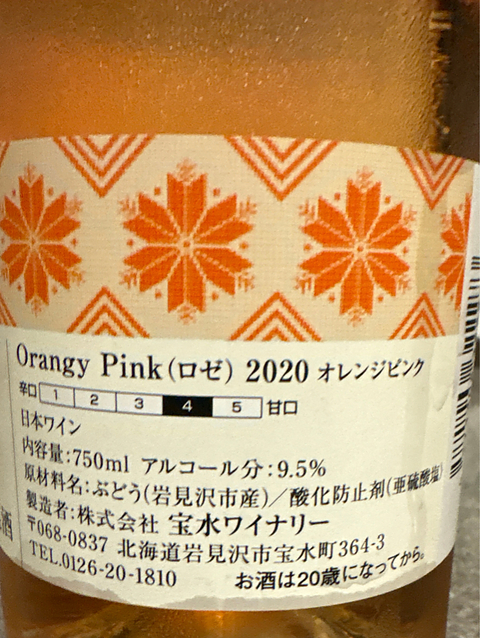 Orangy Pink(ロゼ) 2020 オレンジピンク
辛口 1 2 3 4 5 甘口
日本ワイン
内容量:750ml アルコール分:9.5%
原材料名:ぶどう(岩見沢市産)/酸化防止剤(亜硫酸塩)
製造者:株式会社 宝水ワイナリー
〒068-0837 北海道岩見沢市宝水町364-3
TEL.0126-20-1810
お酒は20歳になってから。
酒